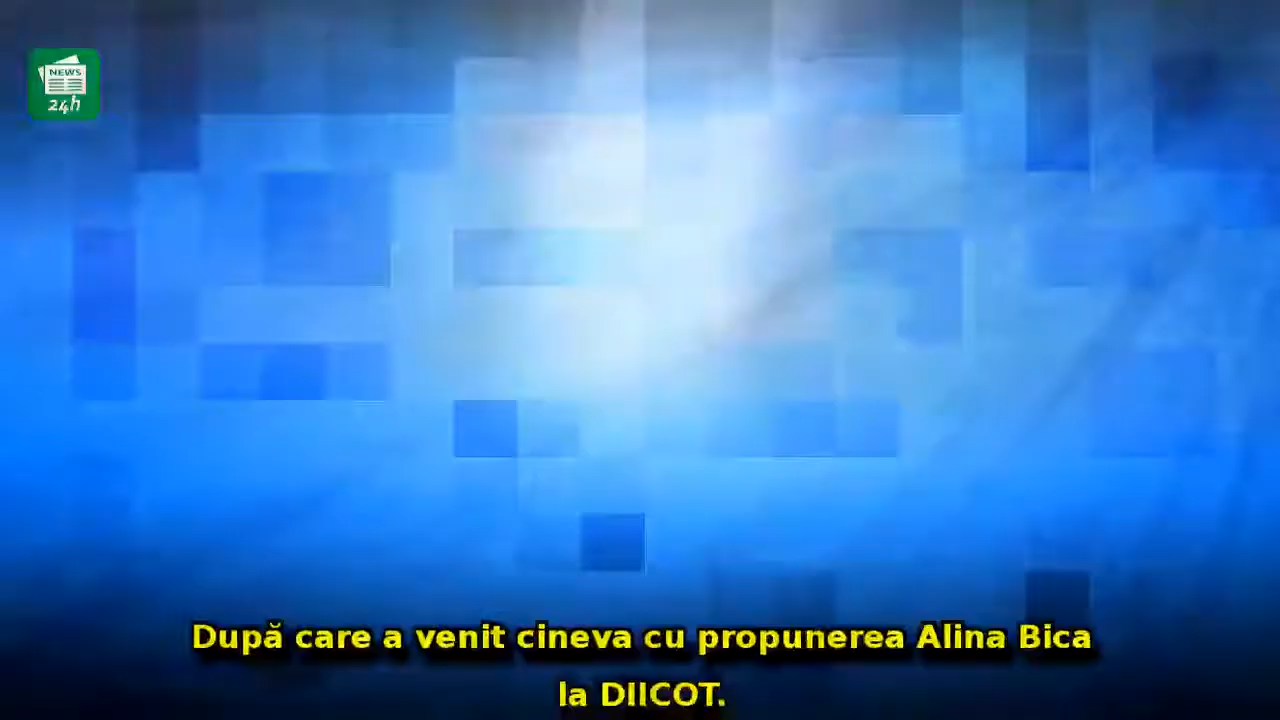 NEWS
24h
După care a venit cineva cu propunerea Alina Bica
la DIICOT.